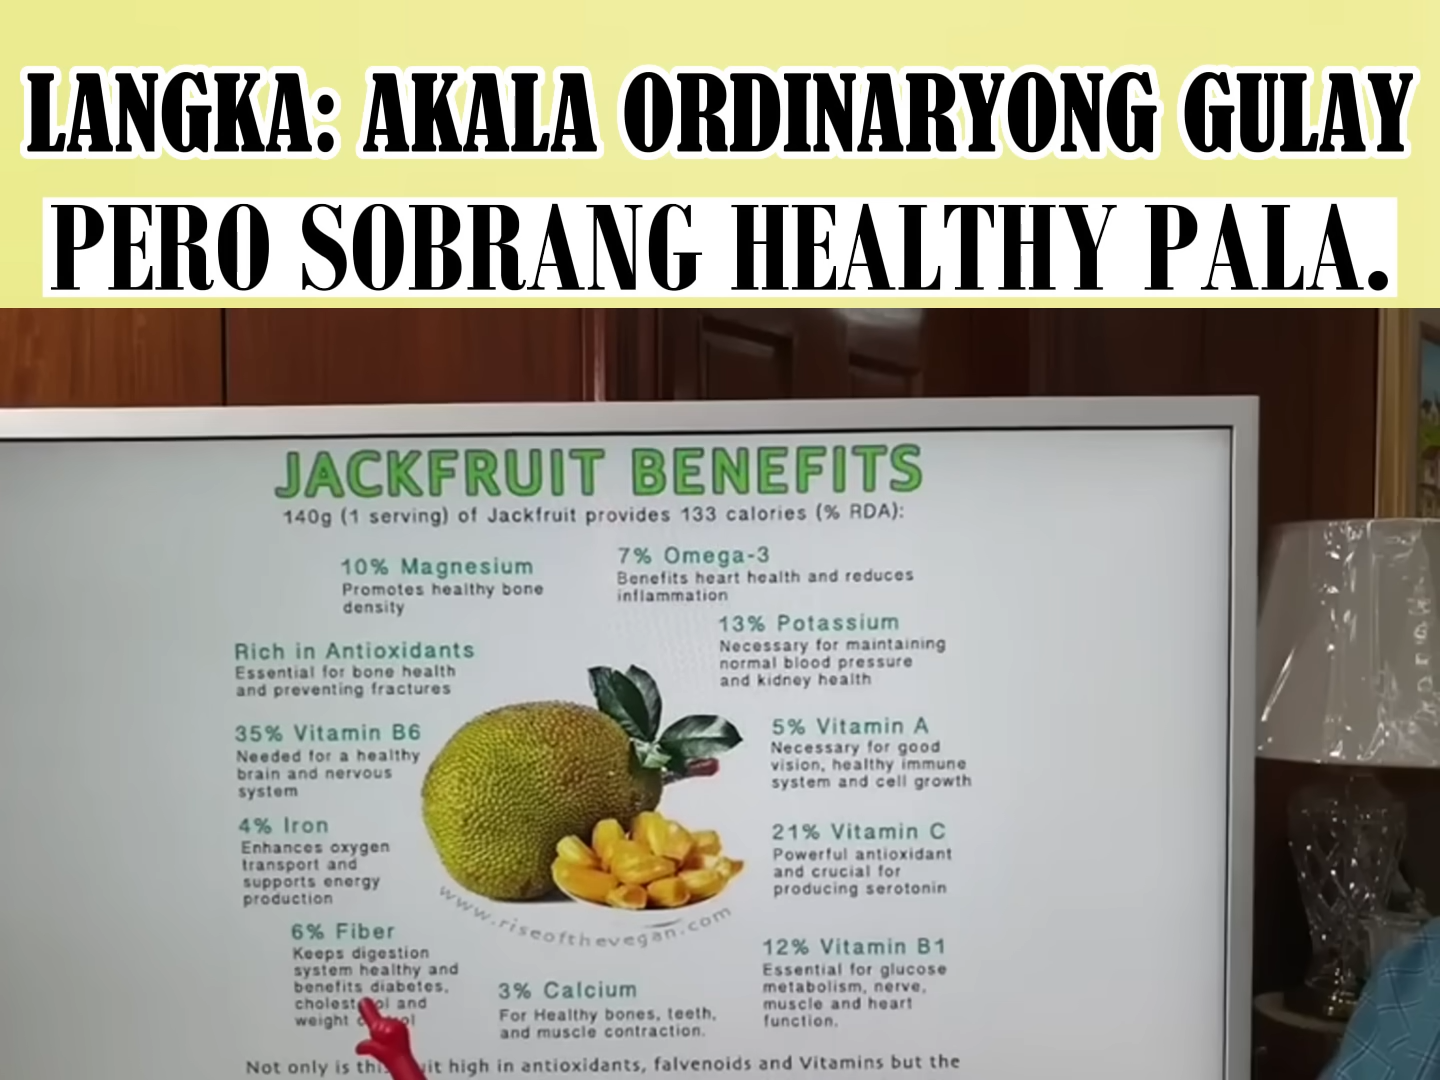 LANGKA: AKALA ORDINARYONG GULAY
PERO SOBRANG HEALTHY PALA.
JACKFRUIT BENEFITS
140g (1 serving) of Jackfruit provides 133 calories (% RDA):
10% Magnesium
Promotes healthy bone
density
7% Omega-3
Benefits heart health and reduces
inflammation
13% Potassium
Necessary for maintaining
normal blood pressure
and kidney health
Rich in Antioxidants
Essential for bone health
and preventing fractures
35% Vitamin B6
Needed for a healthy
brain and nervous
system
5% Vitamin A
Necessary for good
vision, healthy immune
system and cell growth
4% Iron
Enhances oxygen
transport and
supports energy
production
21% Vitamin C
Powerful antioxidant
and crucial for
producing serotonin
www.riseofthevegan.com
6% Fiber
Keeps digestion
system healthy and
benefits diabetes,
and
weight
3% Calcium
For Healthy bones, teeth,
and muscle contraction.
12% Vitamin B1
Essential for glucose
metabolism, nerve,
muscle and heart
function.
Not only is high in antioxidants, falvenoids and Vitamins but the